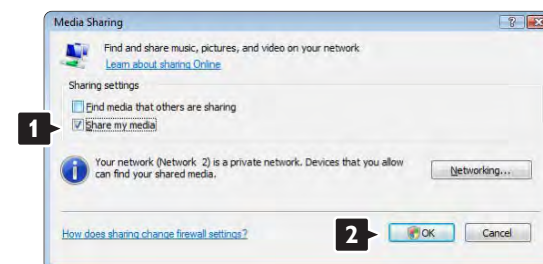 Media Sharing
Find and share music, pictures, and video on your network
Learn about sharing Online
Sharing settings
Find media that others are sharing
1
Share my media
Your network (Network 2) is a private network. Devices that you allow
can find your shared media.
Networking...
How does sharing change firewall settings?
2
OK
Cancel